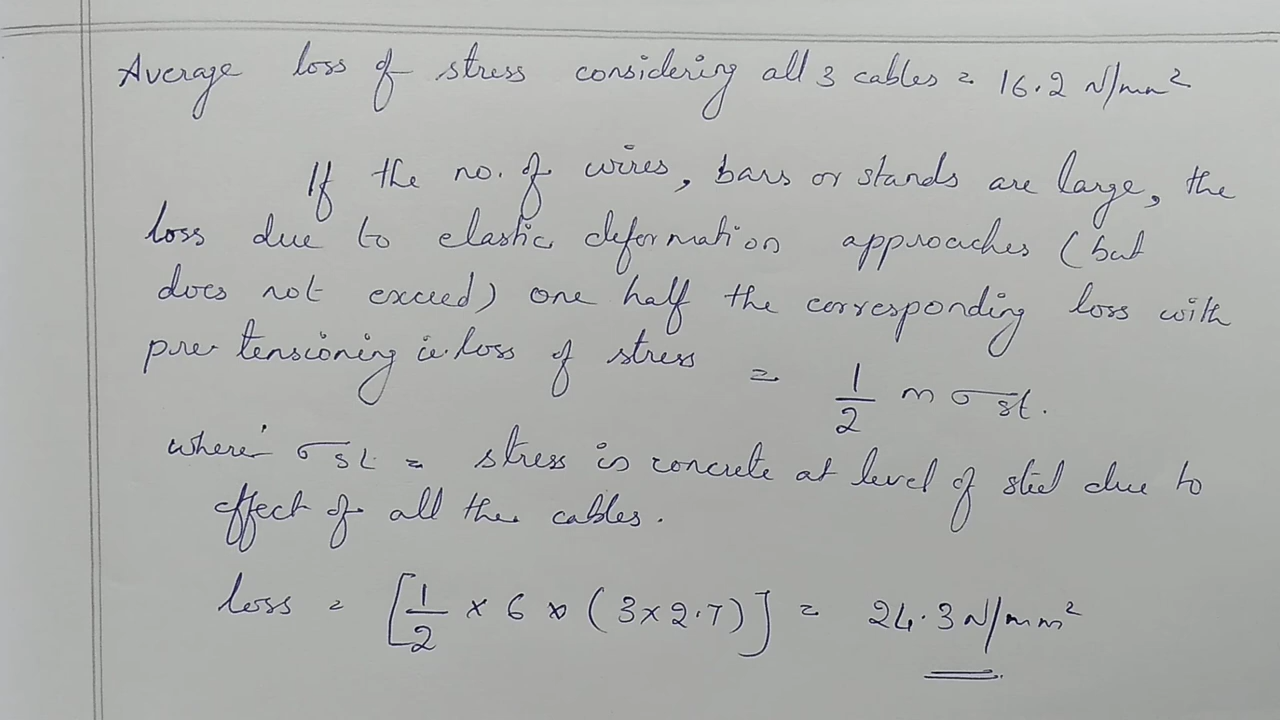 Average loss of stress considering all 3 cables = 16.2 N/mm²
If the no. of wires, bars or stands are large, the
loss due to elastic deformation approaches (but
does not exceed) one half the corresponding loss with
pre tensioning ie. loss of stress = 1/2 m σst.
where σst = stress in concrete at level of steel due to
effect of all the cables.
loss = [1/2 × 6 × (3×2.7)] = 24.3 N/mm²